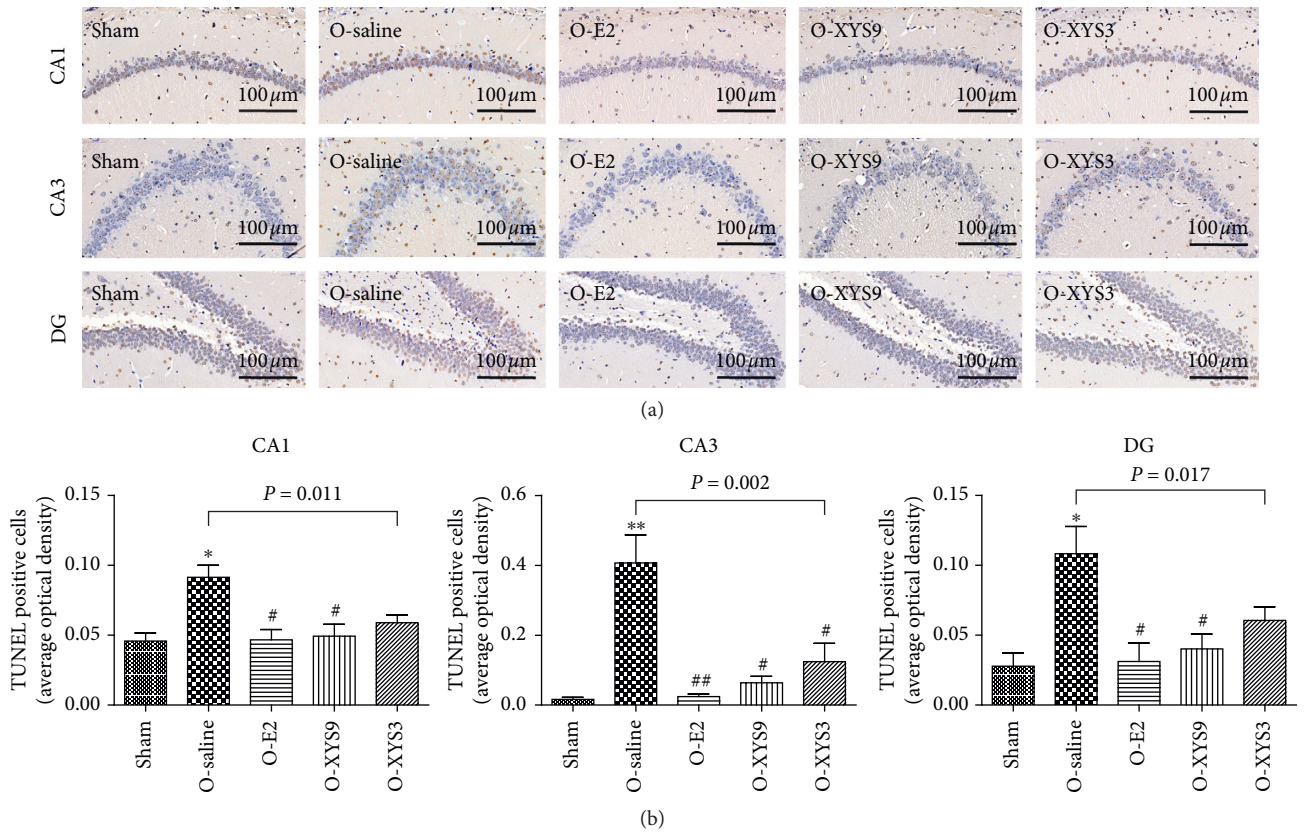 CA1
Sham
O-saline
O-E2
O-XYS9
O-XYS3
100 µm
100 µm
100 µm
100 µm
100 µm
CA3
Sham
O-saline
O-E2
O-XYS9
O-XYS3
100 µm
100 µm
100 µm
100 µm
100 µm
DG
Sham
O-saline
O-E2
O-XYS9
O-XYS3
100 µm
100 µm
100 µm
100 µm
100 µm
(a)
CA1
P = 0.011
TUNEL positive cells
(average optical density)
0.15
0.10
0.05
0.00
*
#
#
Sham
O-saline
O-E2
O-XYS9
O-XYS3
CA3
P = 0.002
TUNEL positive cells
(average optical density)
0.6
0.4
0.2
0.0
**
##
#
#
Sham
O-saline
O-E2
O-XYS9
O-XYS3
DG
P = 0.017
TUNEL positive cells
(average optical density)
0.15
0.10
0.05
0.00
*
#
#
Sham
O-saline
O-E2
O-XYS9
O-XYS3
(b)